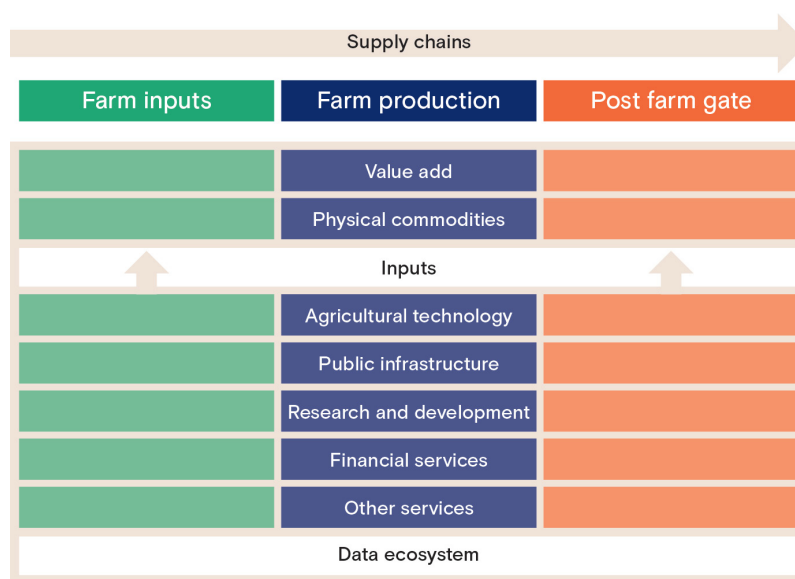 Supply chains
Farm inputs
Farm production
Post farm gate
Value add
Physical commodities
Inputs
Agricultural technology
Public infrastructure
Research and development
Financial services
Other services
Data ecosystem